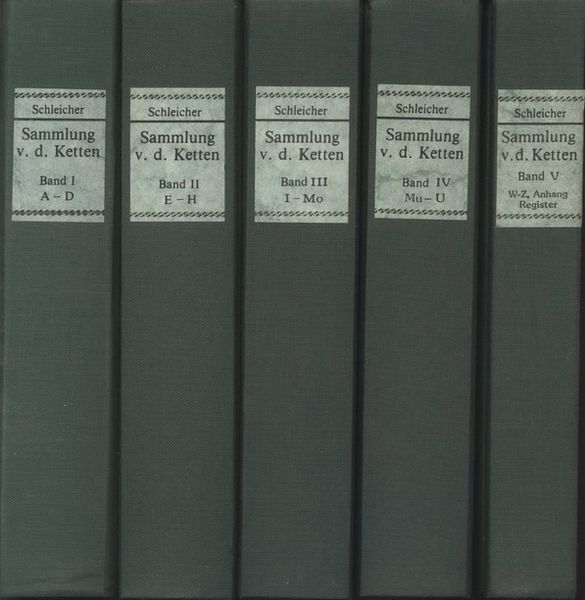 Schleicher
Sammlung
v. d. Ketten
Band I
A – D
Schleicher
Sammlung
v. d. Ketten
Band II
E – H
Schleicher
Sammlung
v. d. Ketten
Band III
I – Mo
Schleicher
Sammlung
v. d. Ketten
Band IV
Mu – U
Schleicher
Sammlung
v. d. Ketten
Band V
W-Z, Anhang
Register